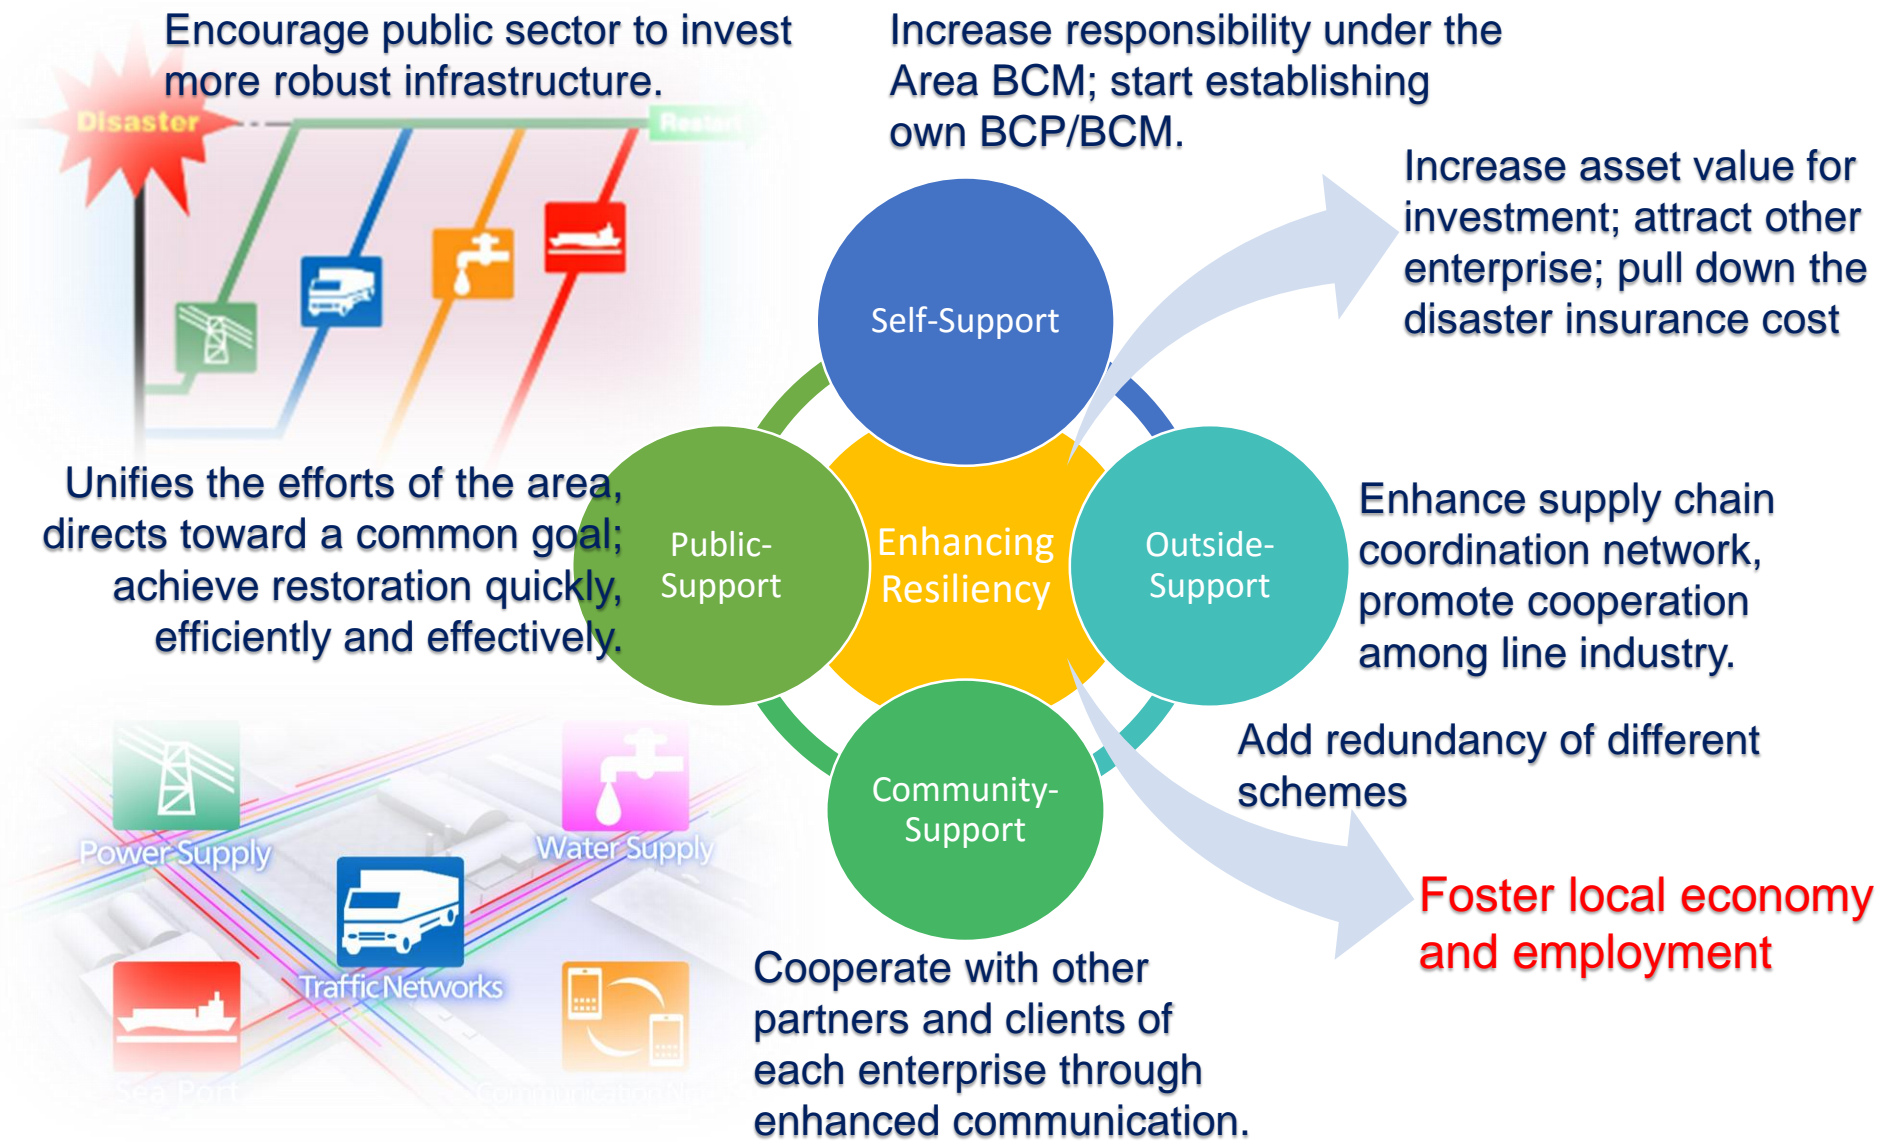 Encourage public sector to invest
more robust infrastructure.
Disaster
Restart
Increase responsibility under the
Area BCM; start establishing
own BCP/BCM.
Increase asset value for
investment; attract other
enterprise; pull down the
disaster insurance cost
Self-Support
Unifies the efforts of the area,
directs toward a common goal;
achieve restoration quickly,
efficiently and effectively.
Public-
Support
Enhancing
Resiliency
Outside-
Support
Enhance supply chain
coordination network,
promote cooperation
among line industry.
Add redundancy of different
schemes
Community-
Support
Power Supply
Water Supply
Traffic Networks
Sea Port
Foster local economy
and employment
Cooperate with other
partners and clients of
each enterprise through
enhanced communication.